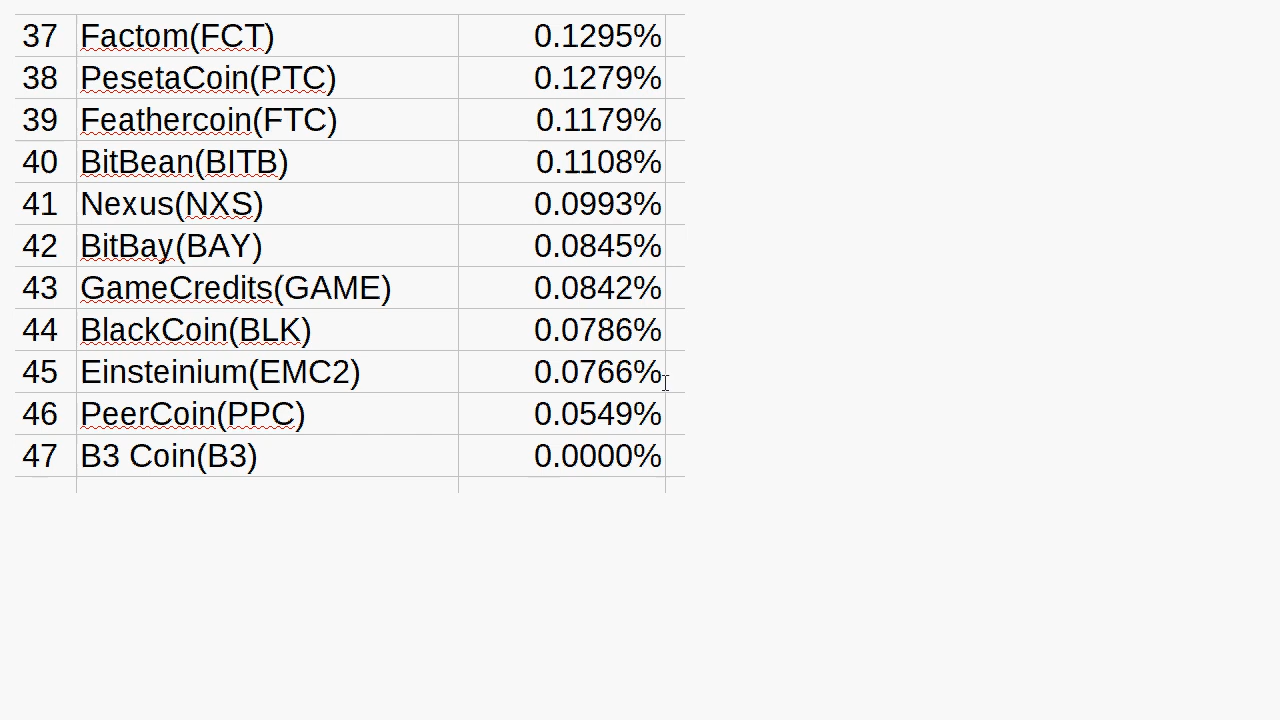 37 Factom(FCT) 0.1295%
38 PesetaCoin(PTC) 0.1279%
39 Feathercoin(FTC) 0.1179%
40 BitBean(BITB) 0.1108%
41 Nexus(NXS) 0.0993%
42 BitBay(BAY) 0.0845%
43 GameCredits(GAME) 0.0842%
44 BlackCoin(BLK) 0.0786%
45 Einsteinium(EMC2) 0.0766%
46 PeerCoin(PPC) 0.0549%
47 B3 Coin(B3) 0.0000%